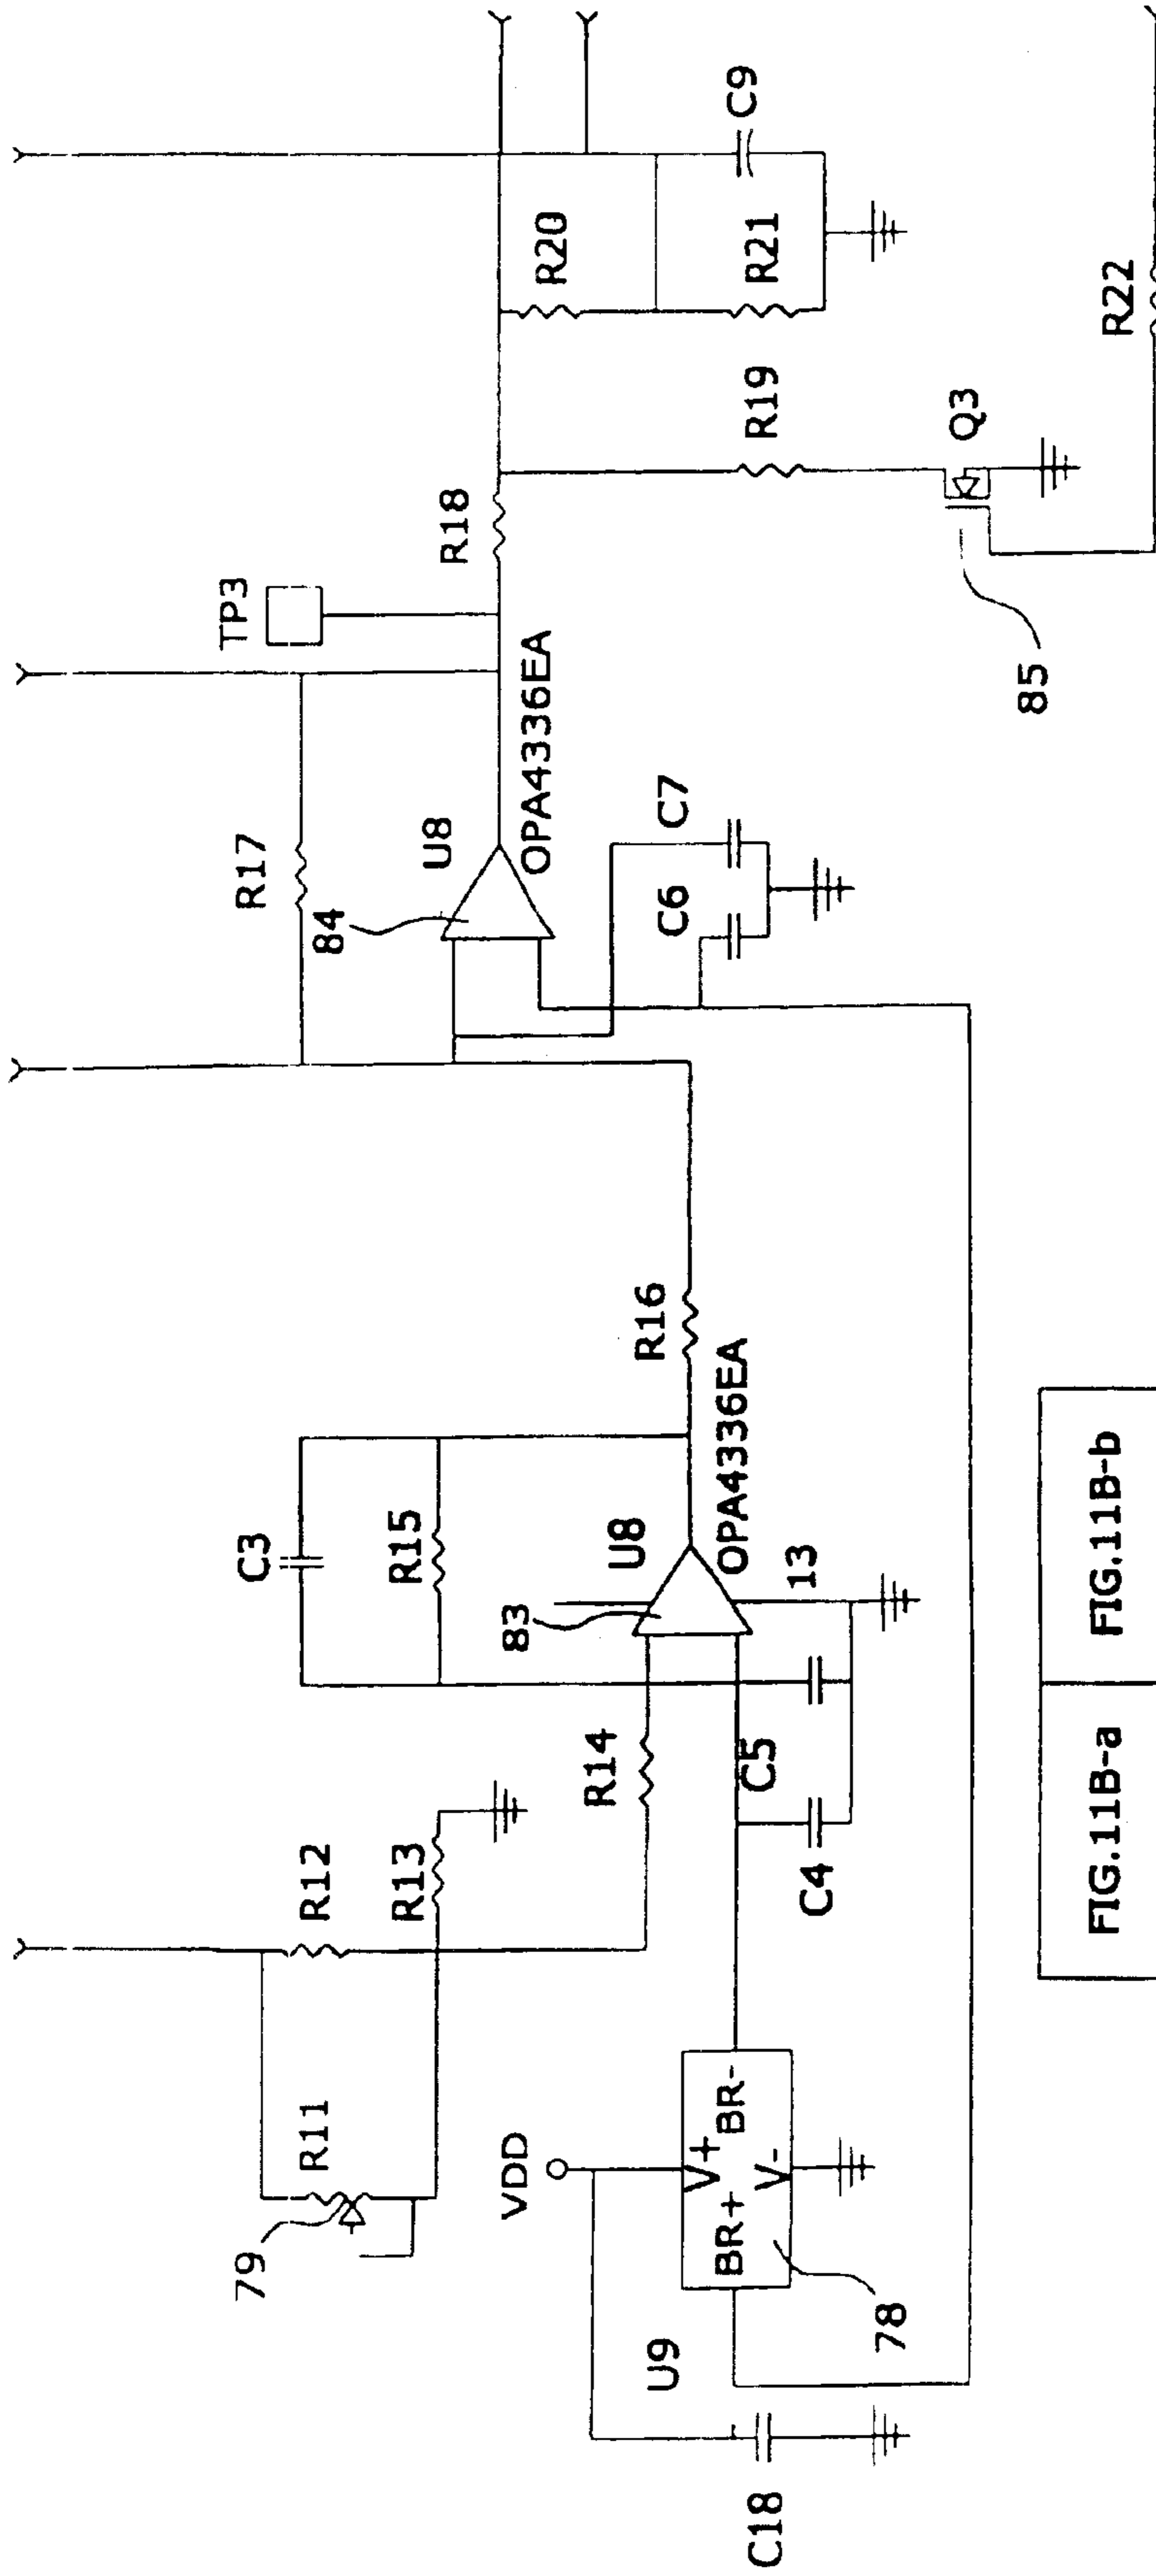 79
R11
R12
R13
VDD
U9
V+
BR+
BR-
V-
78
C18
R14
C4
C5
C3
R15
83
U8
OPA4336EA
13
R16
R17
84
U8
OPA4336EA
C6
C7
TP3
R18
R19
Q3
85
R20
R21
C9
R22
FIG.11B-a
FIG.11B-b